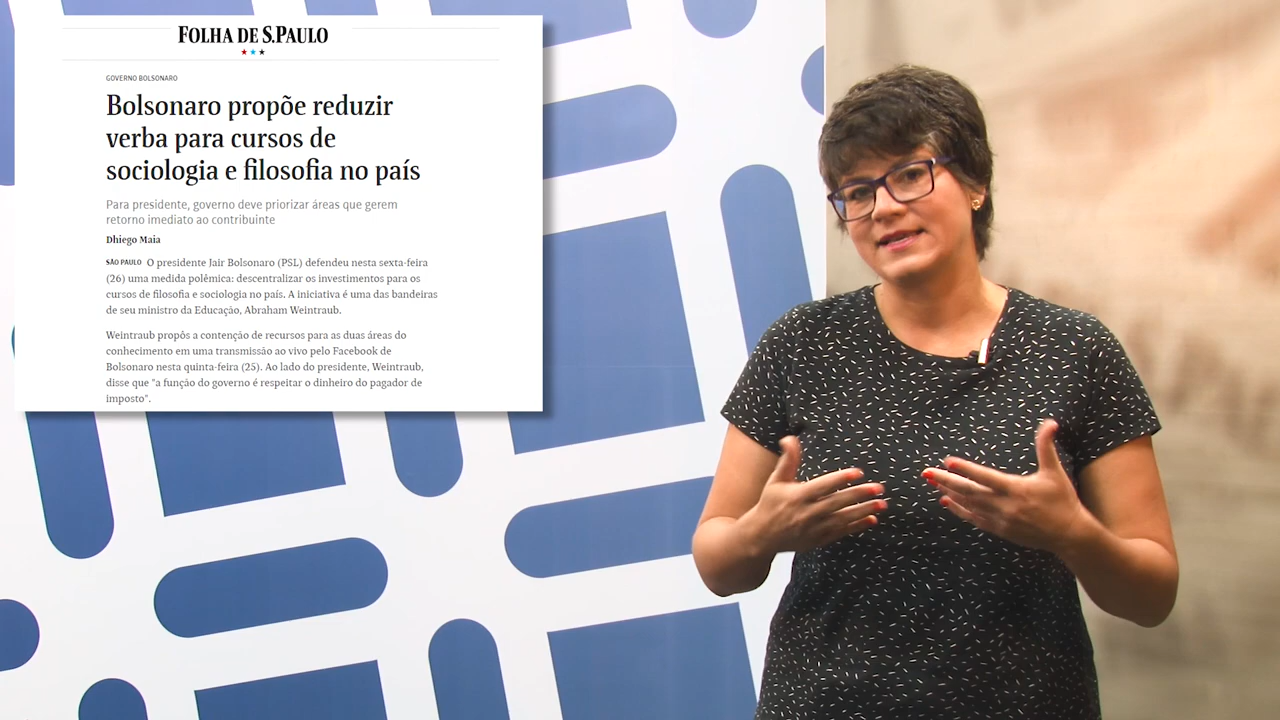 FOLHA DE S.PAULO
GOVERNO BOLSONARO
Bolsonaro propõe reduzir
verba para cursos de
sociologia e filosofia no país
Para presidente, governo deve priorizar áreas que gerem
retorno imediato ao contribuinte
Dhiego Maia
SÃO PAULO O presidente Jair Bolsonaro (PSL) defendeu nesta sexta-feira
(26) uma medida polêmica: descentralizar os investimentos para os
cursos de filosofia e sociologia no país. A iniciativa é uma das bandeiras
de seu ministro da Educação, Abraham Weintraub.
Weintraub propôs a contenção de recursos para as duas áreas do
conhecimento em uma transmissão ao vivo pelo Facebook de
Bolsonaro nesta quinta-feira (25). Ao lado do presidente, Weintraub,
disse que "a função do governo é respeitar o dinheiro do pagador de
imposto".